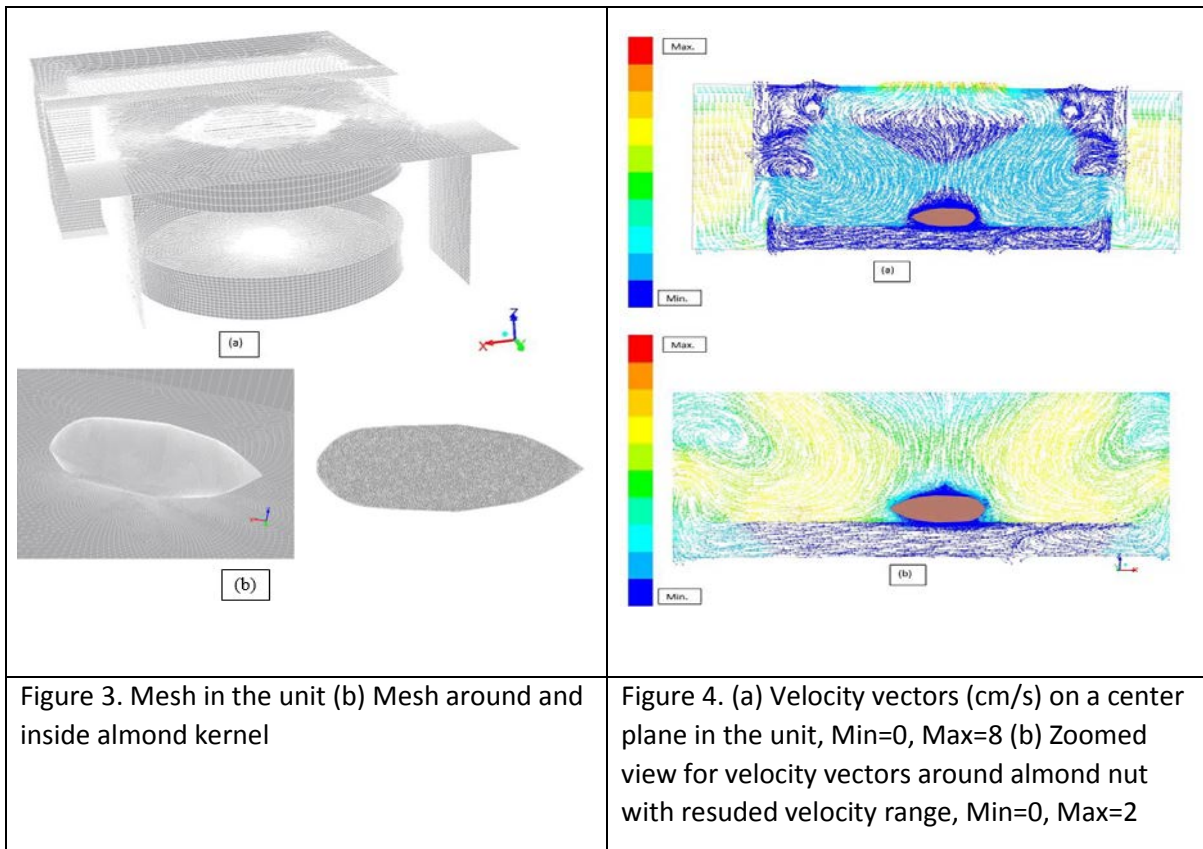 (a)
Z
X
Y
(b)
Max.
Min.
(a)
Max.
Min.
(b)
Figure 3. Mesh in the unit (b) Mesh around and
inside almond kernel
Figure 4. (a) Velocity vectors (cm/s) on a center
plane in the unit, Min=0, Max=8 (b) Zoomed
view for velocity vectors around almond nut
with resuded velocity range, Min=0, Max=2